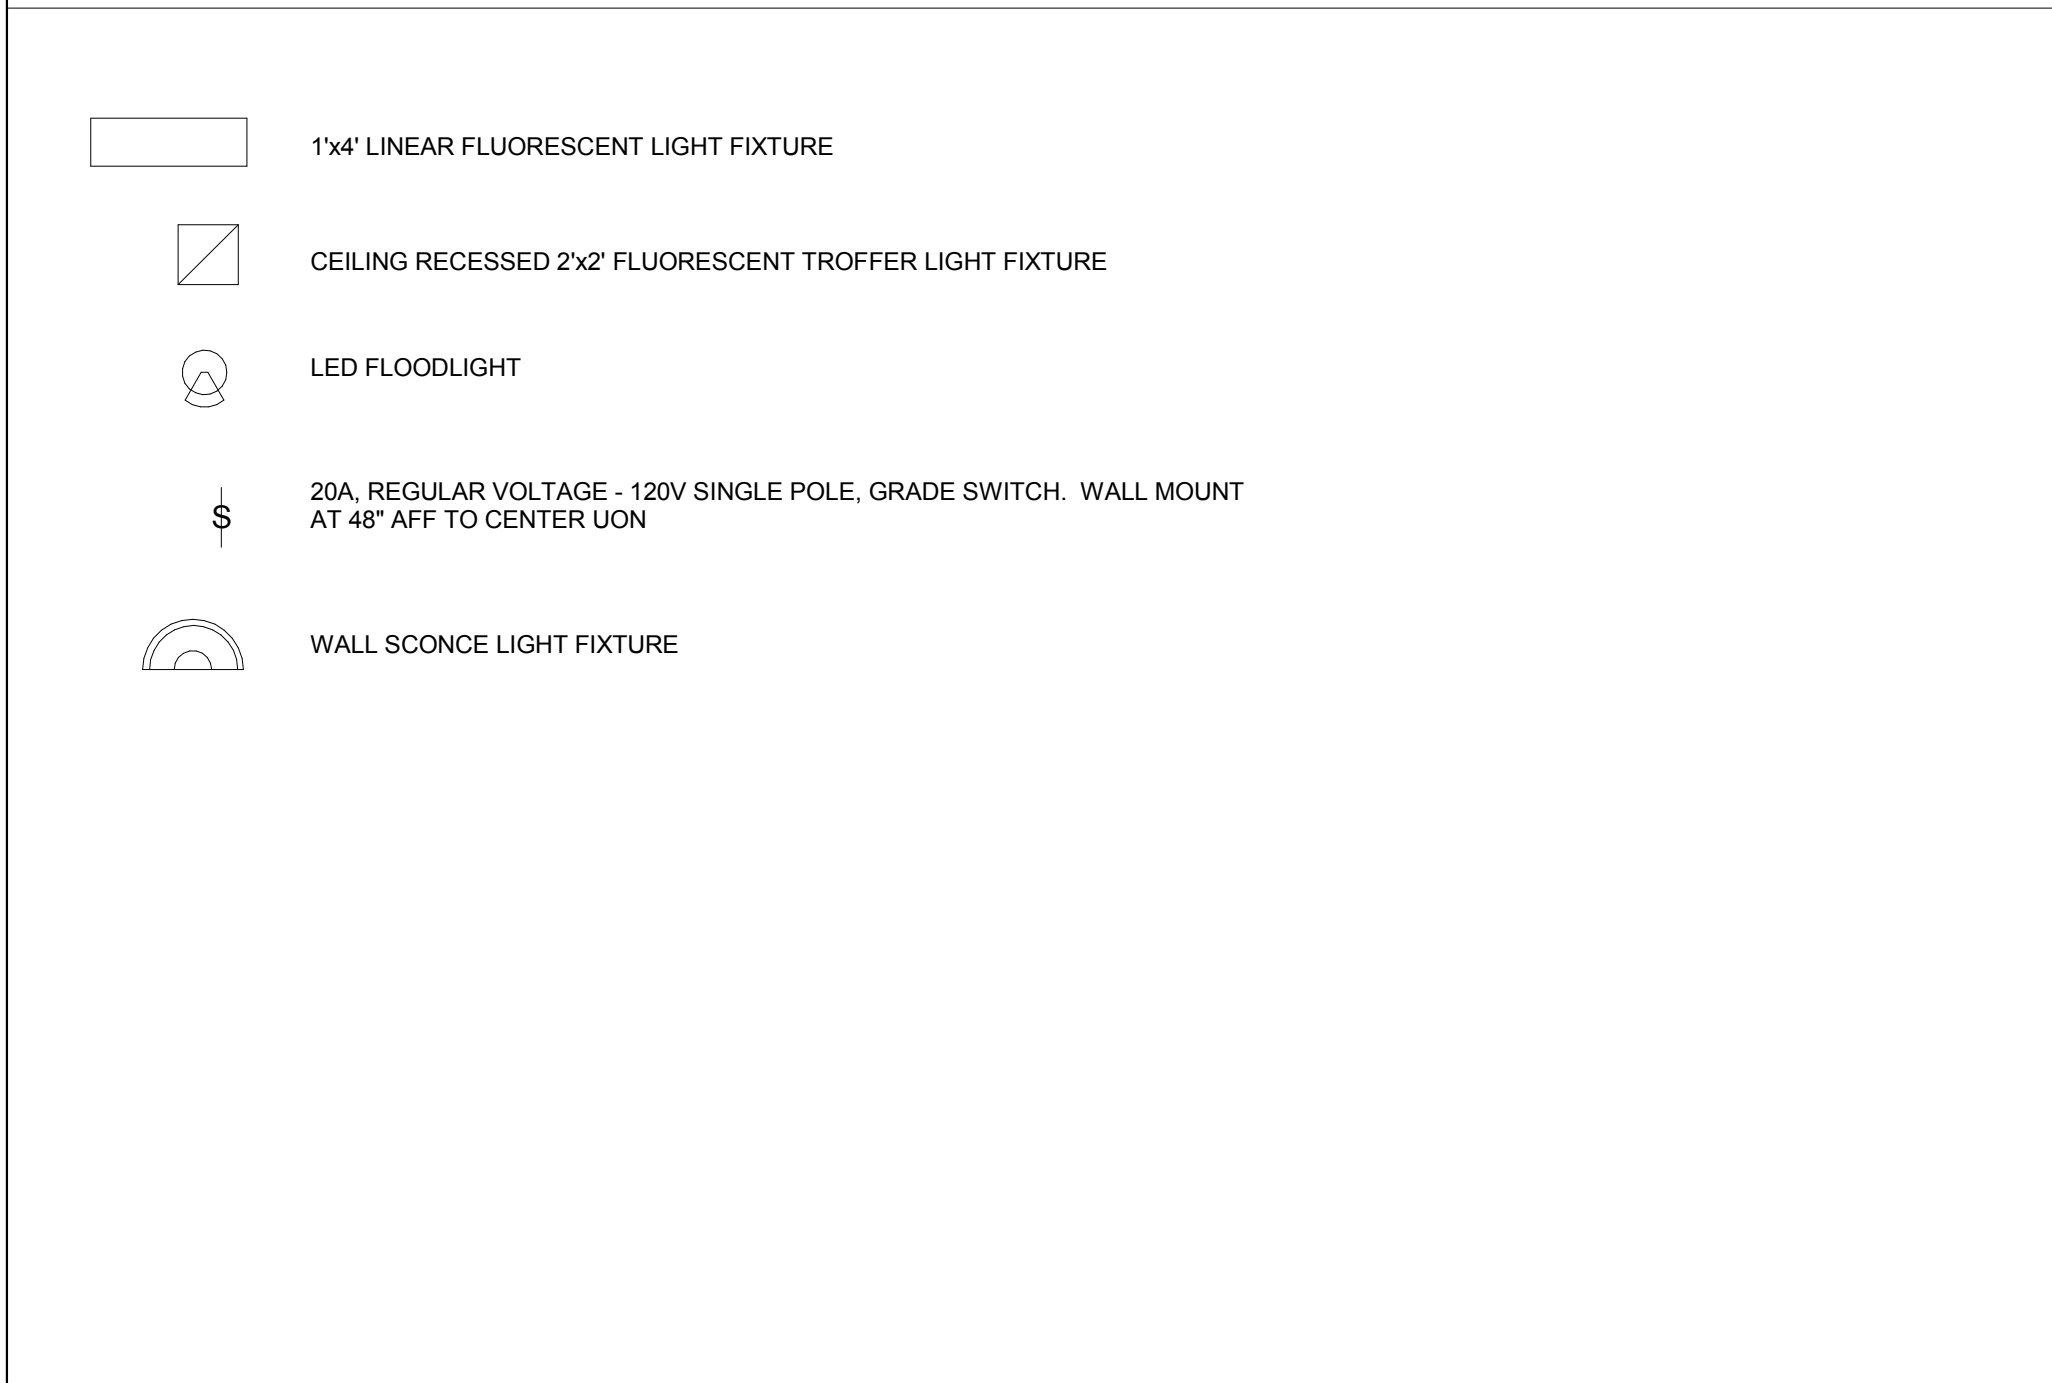 1'x4' LINEAR FLUORESCENT LIGHT FIXTURE
CEILING RECESSED 2'x2' FLUORESCENT TROFFER LIGHT FIXTURE
LED FLOODLIGHT
20A, REGULAR VOLTAGE - 120V SINGLE POLE, GRADE SWITCH.  WALL MOUNT
AT 48" AFF TO CENTER UON
S
WALL SCONCE LIGHT FIXTURE